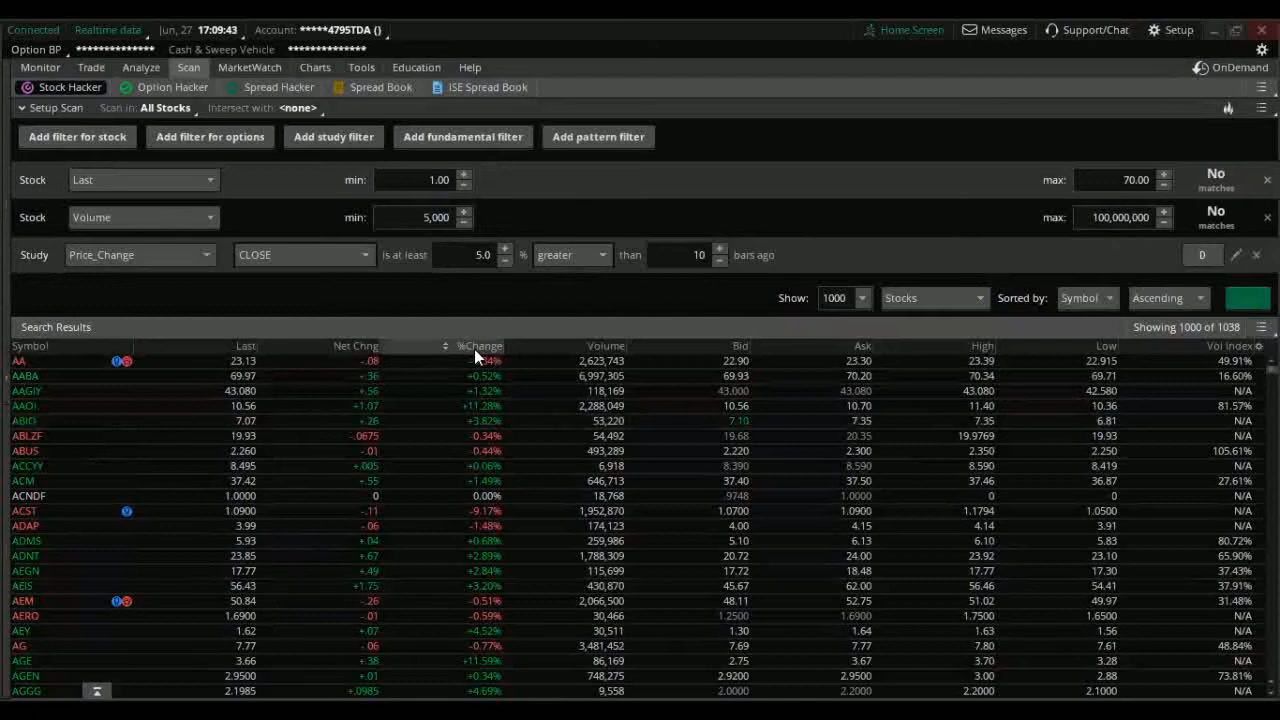 Connected Realtime data Jun, 27 17:09:43 Account: *****4795TDA () Home Screen Messages Support/Chat Setup
Option BP ************** Cash & Sweep Vehicle **************
Monitor Trade Analyze Scan MarketWatch Charts Tools Education Help OnDemand
Stock Hacker Option Hacker Spread Hacker Spread Book ISE Spread Book
Setup Scan Scan in: All Stocks Intersect with: <none>
Add filter for stock Add filter for options Add study filter Add fundamental filter Add pattern filter
Stock Last min: 1.00 max: 70.00 No matches
Stock Volume min: 5,000 max: 100,000,000 No matches
Study Price_Change CLOSE is at least 5.0 % greater than 10 bars ago D
Show: 1000 Stocks Sorted by: Symbol Ascending
Search Results Showing 1000 of 1038
Symbol Last Net Chng %Change Volume Bid Ask High Low Vol Index
AA 23.13 -.08 2,623,743 22.90 23.30 23.39 22.915 49.91%
AABA 69.97 +.36 +0.52% 6,997,305 69.93 70.20 70.34 69.71 16.60%
AAGIY 43.080 +.56 +1.32% 118,169 43.000 43.080 43.080 42.580 N/A
AAOI 10.56 +1.07 +11.28% 2,288,049 10.56 10.70 11.40 10.36 81.57%
ABIO 7.07 +.26 +3.82% 53,220 7.10 7.35 7.35 6.81 N/A
ABLZF 19.93 -.0675 -0.34% 54,492 19.68 20.35 19.9769 19.93 N/A
ABUS 2.260 -.01 -0.44% 493,289 2.220 2.300 2.350 2.250 105.61%
ACCYY 8.495 +.005 +0.06% 6,918 8.390 8.590 8.590 8.419 N/A
ACM 37.42 +.55 +1.49% 646,713 37.40 37.50 37.46 36.87 27.61%
ACNDF 1.0000 0 0.00% 18,768 .9748 1.0000 0 0 N/A
ACST 1.0900 -.11 -9.17% 1,952,870 1.0700 1.0900 1.1794 1.0500 N/A
ADAP 3.99 -.06 -1.48% 174,123 4.00 4.15 4.14 3.91 N/A
ADMS 5.93 +.04 +0.68% 259,986 5.10 6.13 6.10 5.83 80.72%
ADNT 23.85 +.67 +2.89% 1,788,309 20.72 24.00 23.92 23.10 65.90%
AEGN 17.77 +.49 +2.84% 115,699 17.72 18.48 17.77 17.30 37.43%
AEIS 56.43 +1.75 +3.20% 430,870 45.67 62.00 56.46 54.41 37.91%
AEM 50.84 -.26 -0.51% 2,066,500 48.11 52.75 51.02 49.97 31.48%
AERO 1.6900 -.01 -0.59% 30,466 1.2500 1.6900 1.7500 1.6500 N/A
AEY 1.62 +.07 +4.52% 30,511 1.30 1.64 1.63 1.56 N/A
AG 7.77 -.06 -0.77% 3,481,452 7.69 7.77 7.80 7.61 48.84%
AGE 3.66 +.38 +11.59% 86,169 2.75 3.67 3.70 3.28 N/A
AGEN 2.9500 +.01 +0.34% 748,275 2.9200 2.9500 3.00 2.88 73.81%
AGGG 2.1985 +.0985 +4.69% 9,558 2.0000 2.2000 2.2000 2.1000 N/A